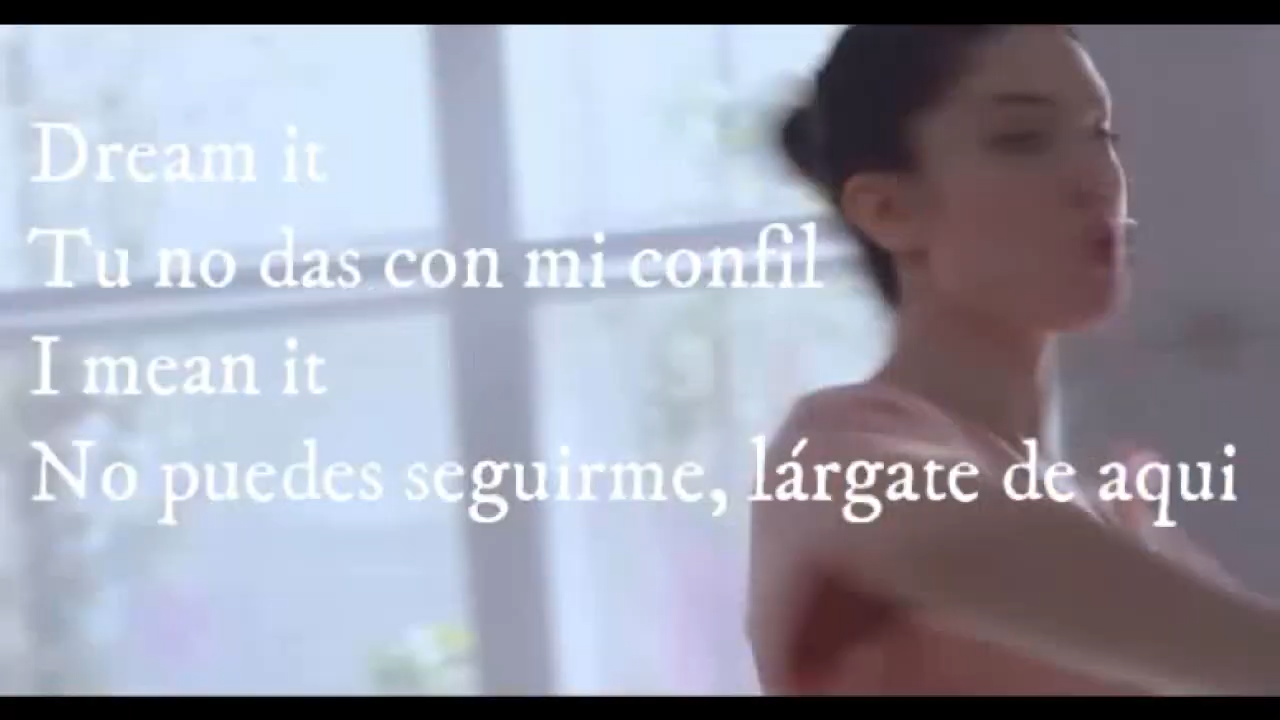 Dream it
Tu no das con mi confil
I mean it
No puedes seguirme, lárgate de aqui